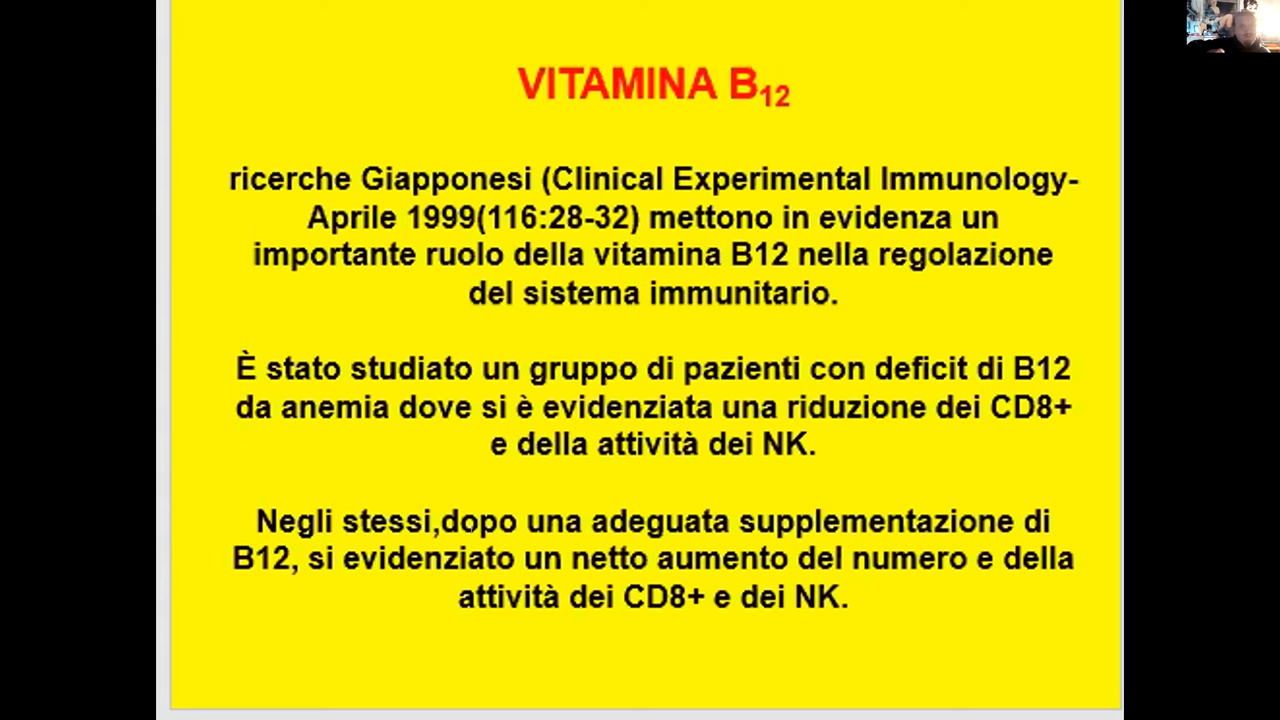 VITAMINA B12
ricerche Giapponesi (Clinical Experimental Immunology-
Aprile 1999(116:28-32) mettono in evidenza un
importante ruolo della vitamina B12 nella regolazione
del sistema immunitario.
È stato studiato un gruppo di pazienti con deficit di B12
da anemia dove si è evidenziata una riduzione dei CD8+
e della attività dei NK.
Negli stessi,dopo una adeguata supplementazione di
B12, si evidenziato un netto aumento del numero e della
attività dei CD8+ e dei NK.